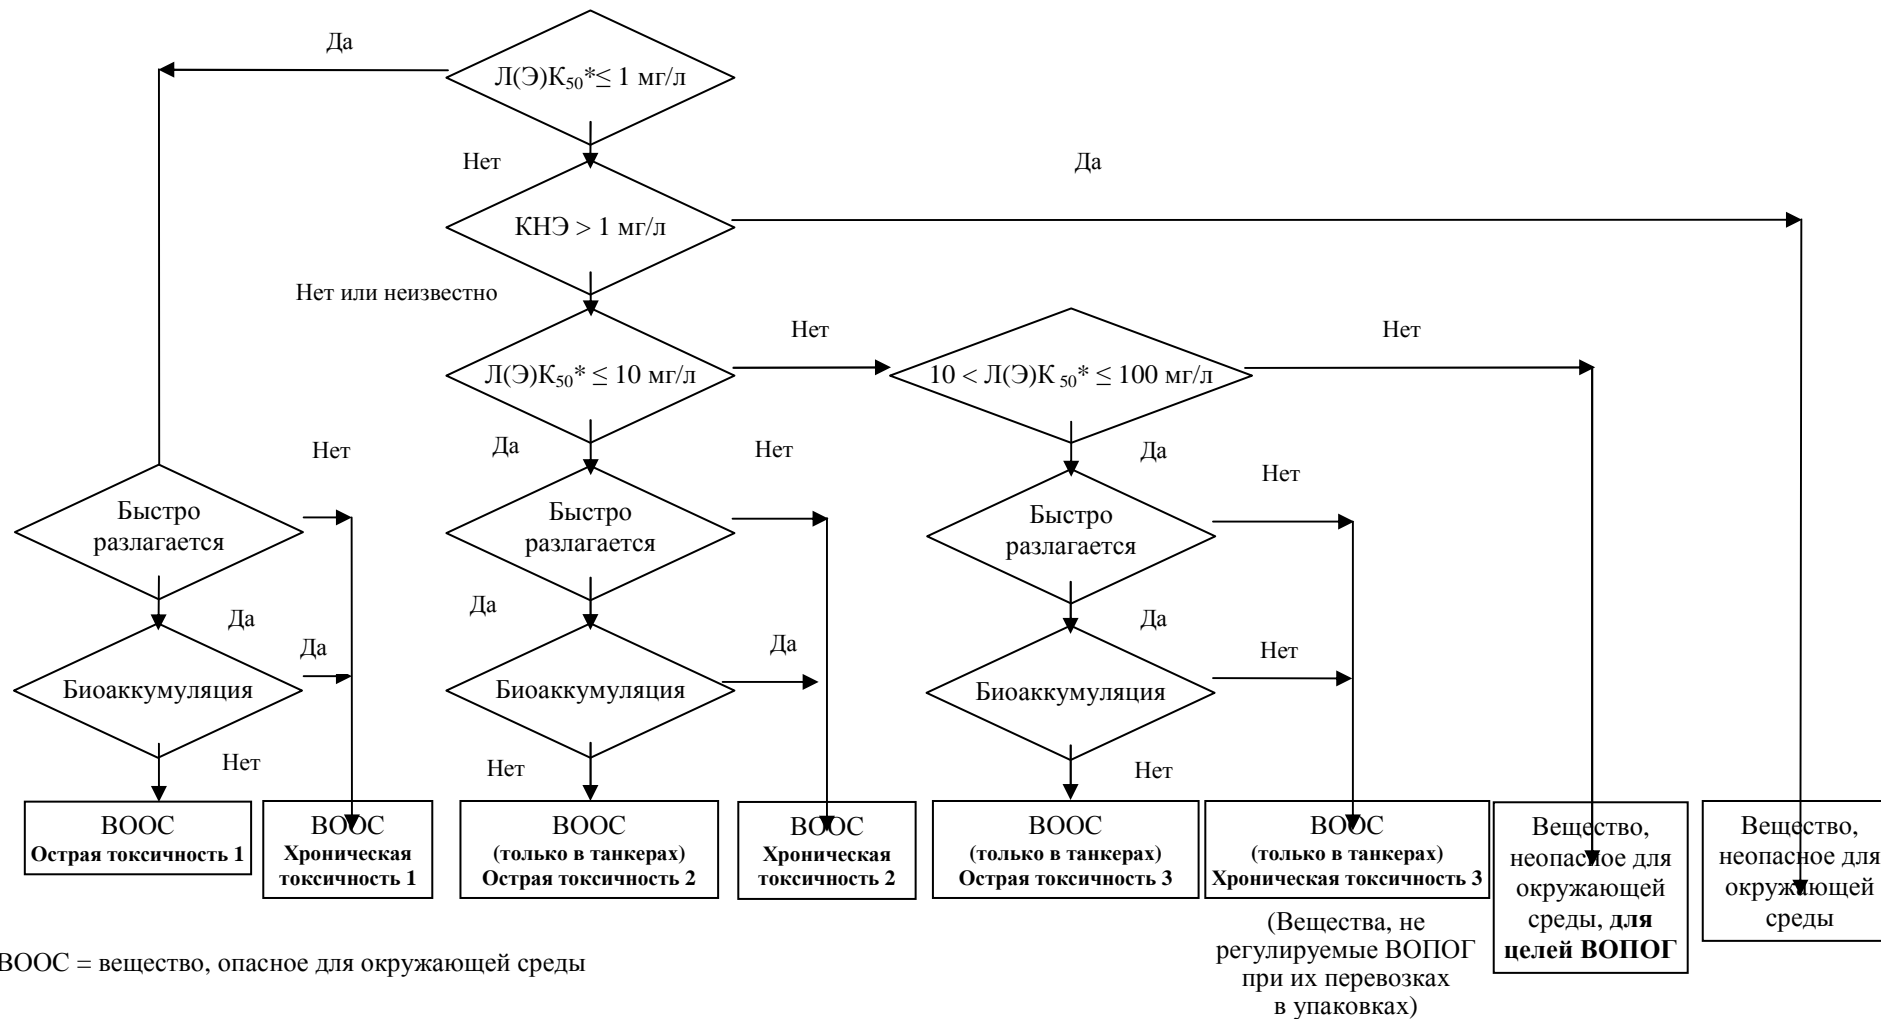 Да
Л(Э)К50*≤ 1 мг/л
Нет
Да
КНЭ > 1 мг/л
Нет или неизвестно
Нет
Нет
Л(Э)К50* ≤ 10 мг/л
10 < Л(Э)К 50* ≤ 100 мг/л
Нет
Да
Нет
Да
Нет
Быстро
разлагается
Быстро
разлагается
Быстро
разлагается
Да
Да
Да
Да
Да
Нет
Биоаккумуляция
Биоаккумуляция
Биоаккумуляция
Нет
Нет
Нет
ВООС
Острая токсичность 1
ВООС
Хроническая
токсичность 1
ВООС
(только в танкерах)
Острая токсичность 2
ВООС
Хроническая
токсичность 2
ВООС
(только в танкерах)
Острая токсичность 3
ВООС
(только в танкерах)
Хроническая токсичность 3
(Вещества, не
регулируемые ВОПОГ
при их перевозках
в упаковках)
Вещество,
неопасное для
окружающей
среды, для
целей ВОПОГ
Вещество,
неопасное для
окружающей
среды
ВООС = вещество, опасное для окружающей среды